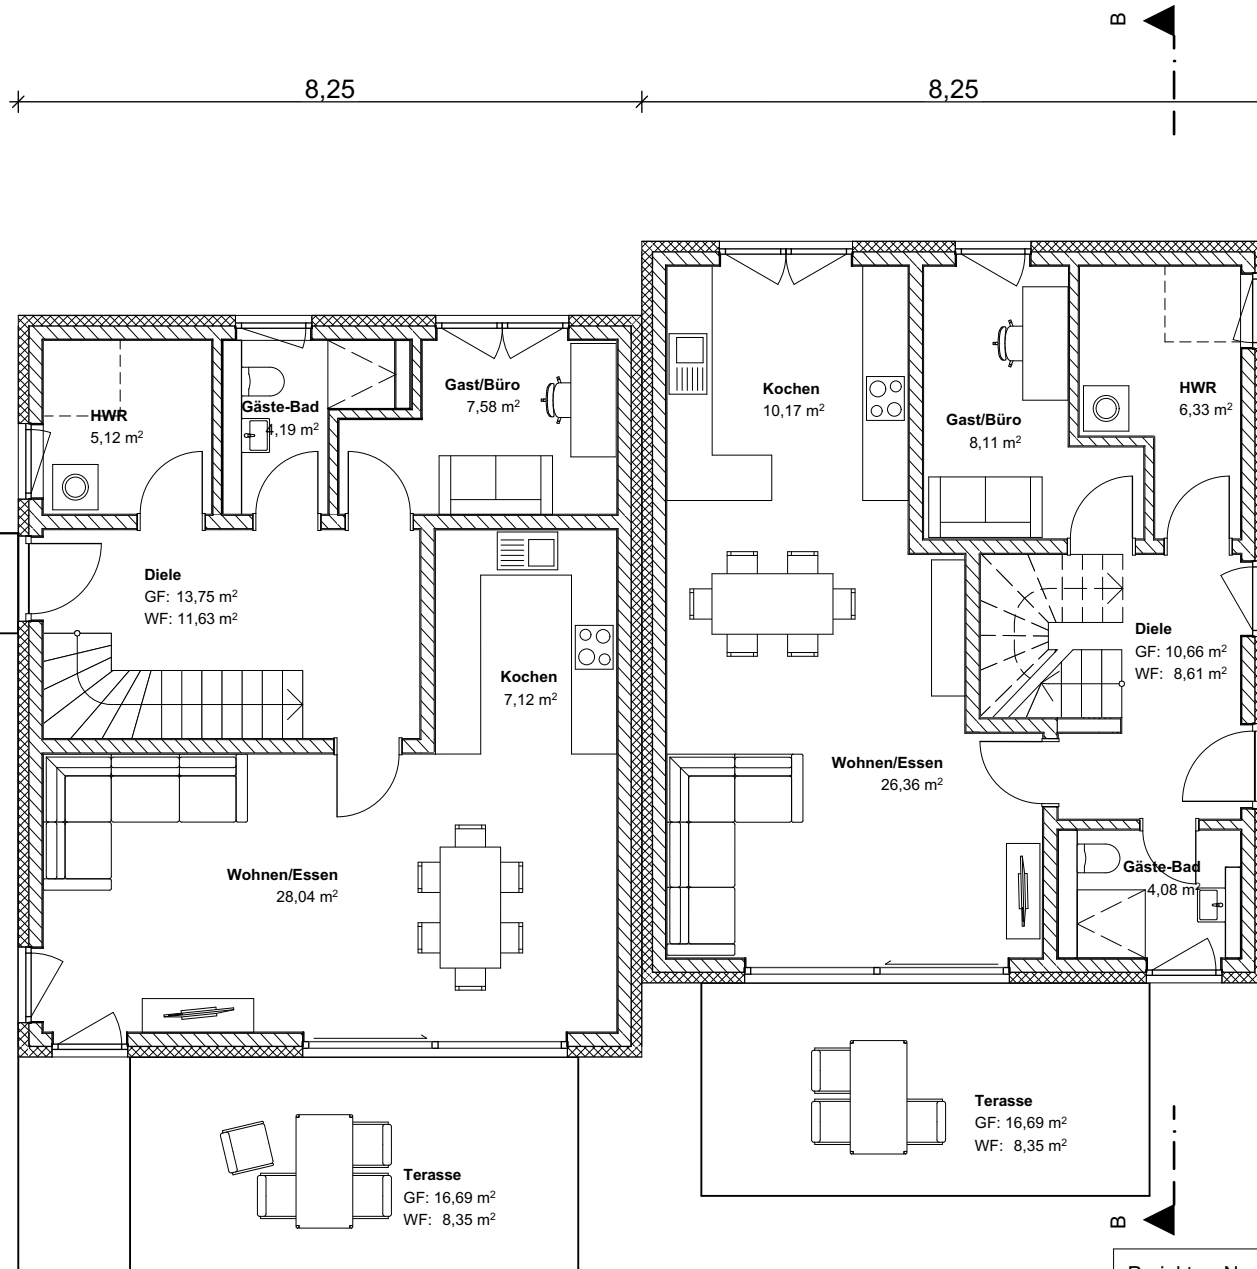 B
8,25
8,25
Kochen
10,17 m²
HWR
6,33 m²
Gast/Büro
8,11 m²
Gast/Büro
7,58 m²
Gäste-Bad
4,19 m²
HWR
5,12 m²
Diele
GF: 13,75 m²
WF: 11,63 m²
Diele
GF: 10,66 m²
WF: 8,61 m²
Kochen
7,12 m²
Wohnen/Essen
26,36 m²
Wohnen/Essen
28,04 m²
Gäste-Bad
4,08 m²
Terasse
GF: 16,69 m²
WF: 8,35 m²
Terasse
GF: 16,69 m²
WF: 8,35 m²
B